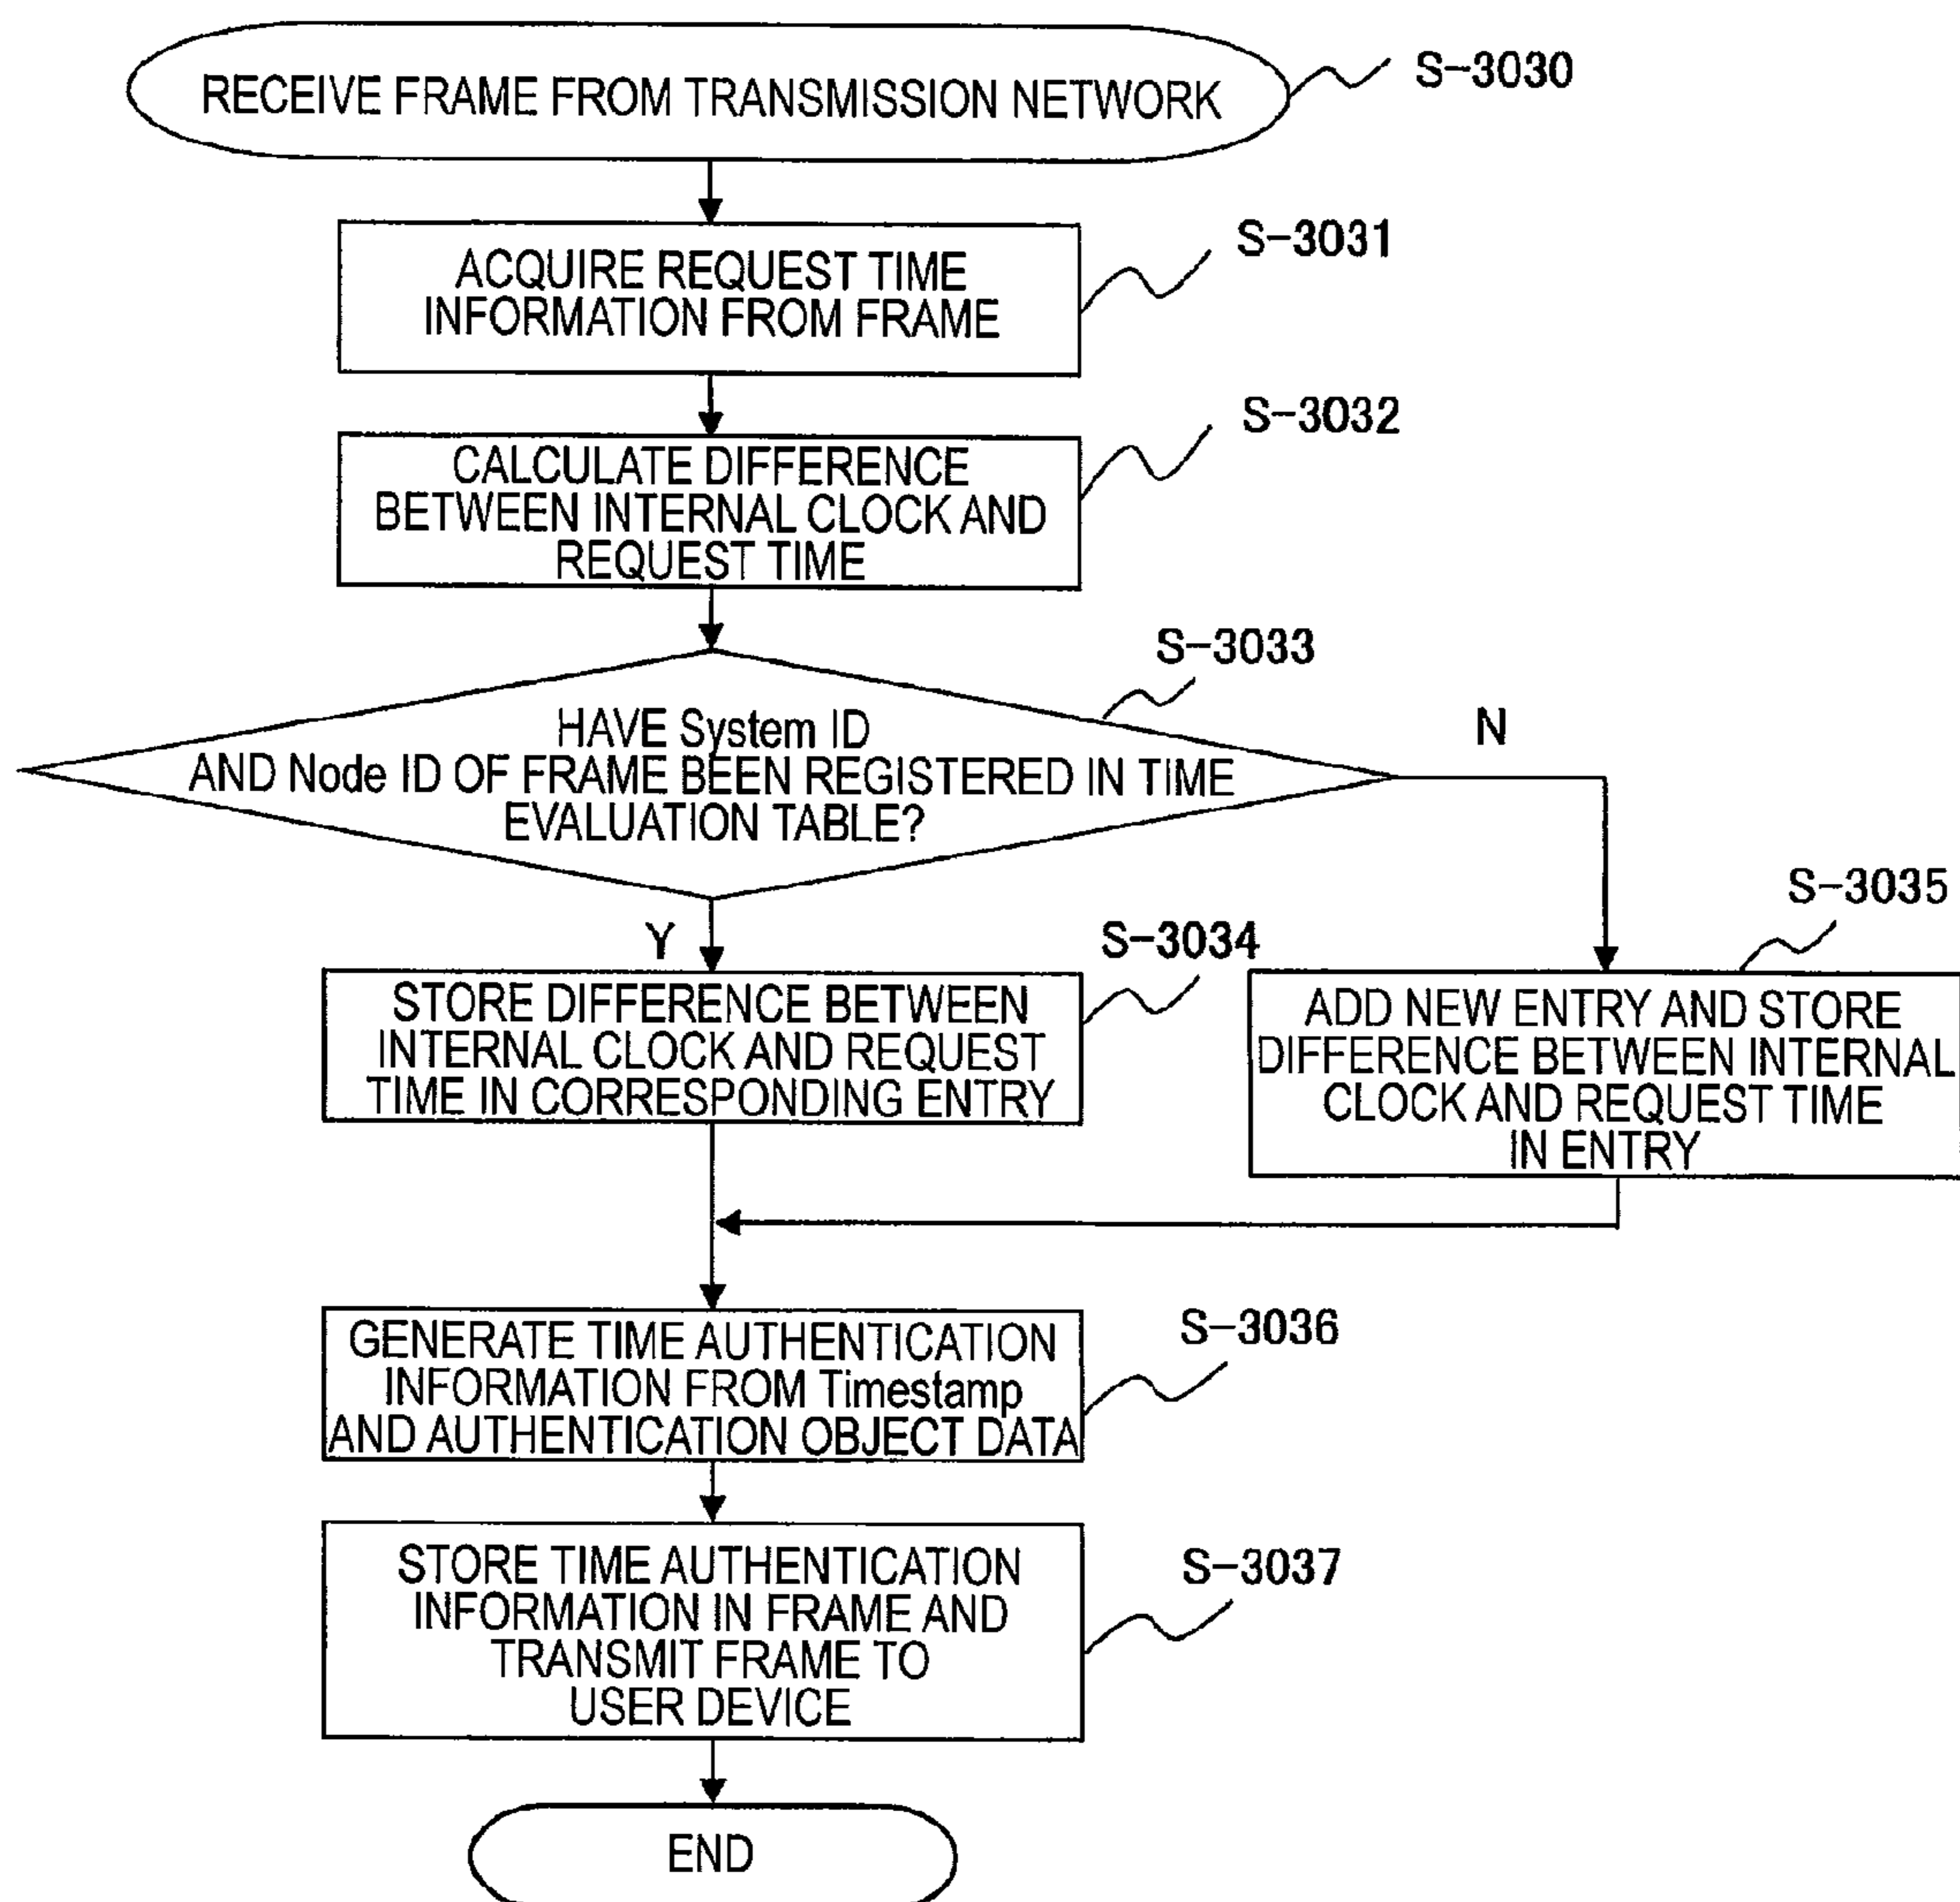 RECEIVE FRAME FROM TRANSMISSION NETWORK
S-3030
ACQUIRE REQUEST TIME
INFORMATION FROM FRAME
S-3031
CALCULATE DIFFERENCE
BETWEEN INTERNAL CLOCK AND
REQUEST TIME
S-3032
HAVE System ID
AND Node ID OF FRAME BEEN REGISTERED IN TIME
EVALUATION TABLE?
S-3033
N
Y
STORE DIFFERENCE BETWEEN
INTERNAL CLOCK AND REQUEST
TIME IN CORRESPONDING ENTRY
S-3034
ADD NEW ENTRY AND STORE
DIFFERENCE BETWEEN INTERNAL
CLOCK AND REQUEST TIME
IN ENTRY
S-3035
GENERATE TIME AUTHENTICATION
INFORMATION FROM Timestamp
AND AUTHENTICATION OBJECT DATA
S-3036
STORE TIME AUTHENTICATION
INFORMATION IN FRAME AND
TRANSMIT FRAME TO
USER DEVICE
S-3037
END